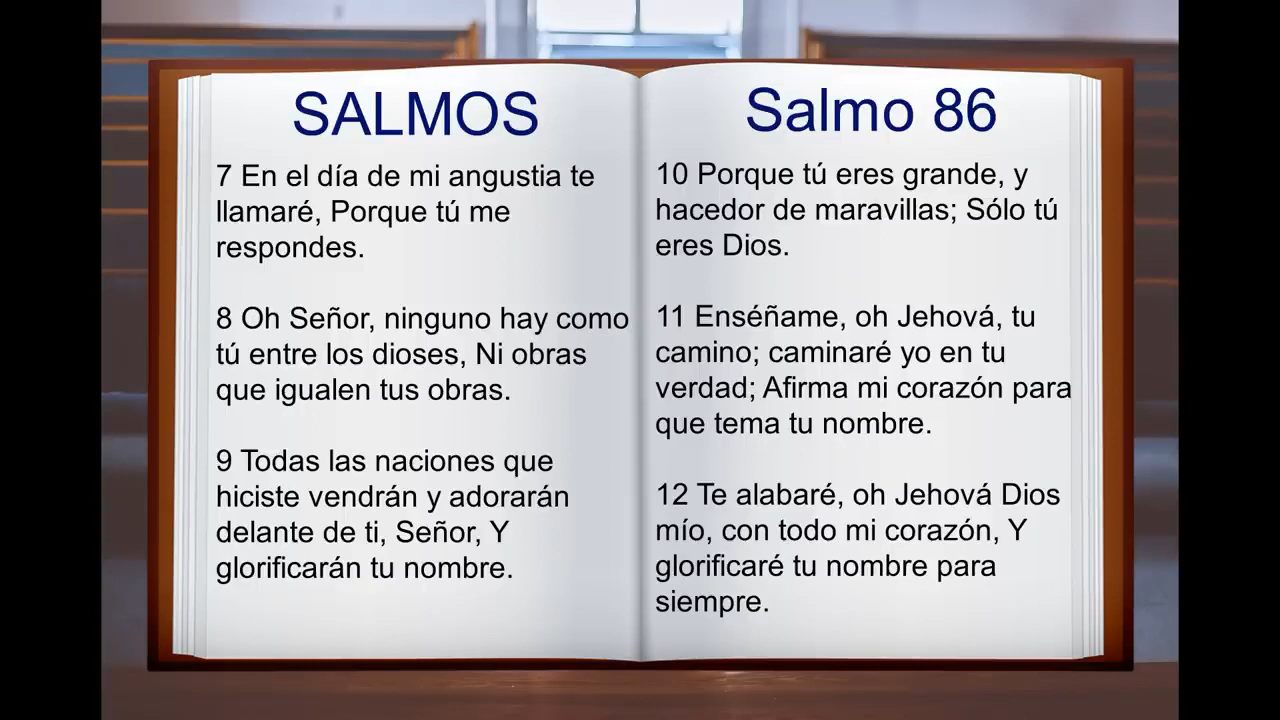 SALMOS
7 En el día de mi angustia te
llamaré, Porque tú me
respondes.
8 Oh Señor, ninguno hay como
tú entre los dioses, Ni obras
que igualen tus obras.
9 Todas las naciones que
hiciste vendrán y adorarán
delante de ti, Señor, Y
glorificarán tu nombre.
Salmo 86
10 Porque tú eres grande, y
hacedor de maravillas; Sólo tú
eres Dios.
11 Enséñame, oh Jehová, tu
camino; caminaré yo en tu
verdad; Afirma mi corazón para
que tema tu nombre.
12 Te alabaré, oh Jehová Dios
mío, con todo mi corazón, Y
glorificaré tu nombre para
siempre.